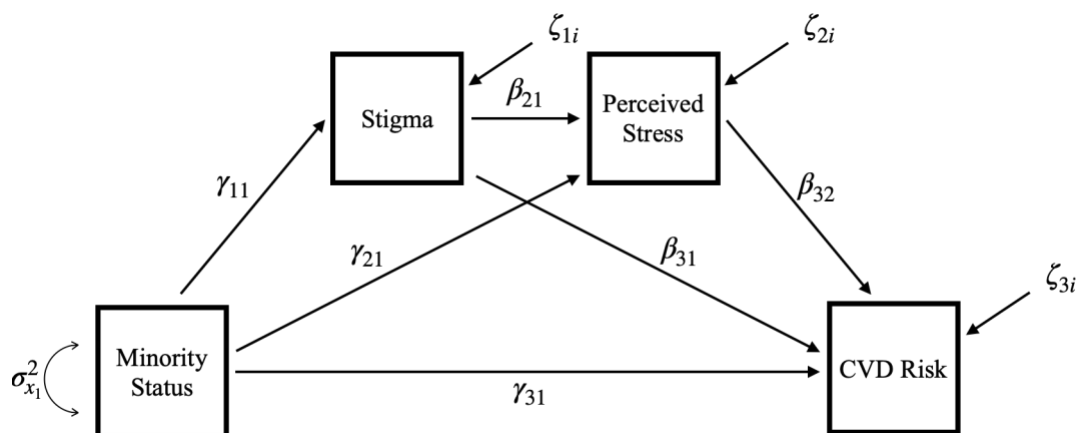 ζ₁ᵢ
ζ₂ᵢ
β₂₁
Stigma
Perceived
Stress
γ₁₁
β₃₂
γ₂₁
β₃₁
ζ₃ᵢ
σ²ₓ₁
Minority
Status
CVD Risk
γ₃₁